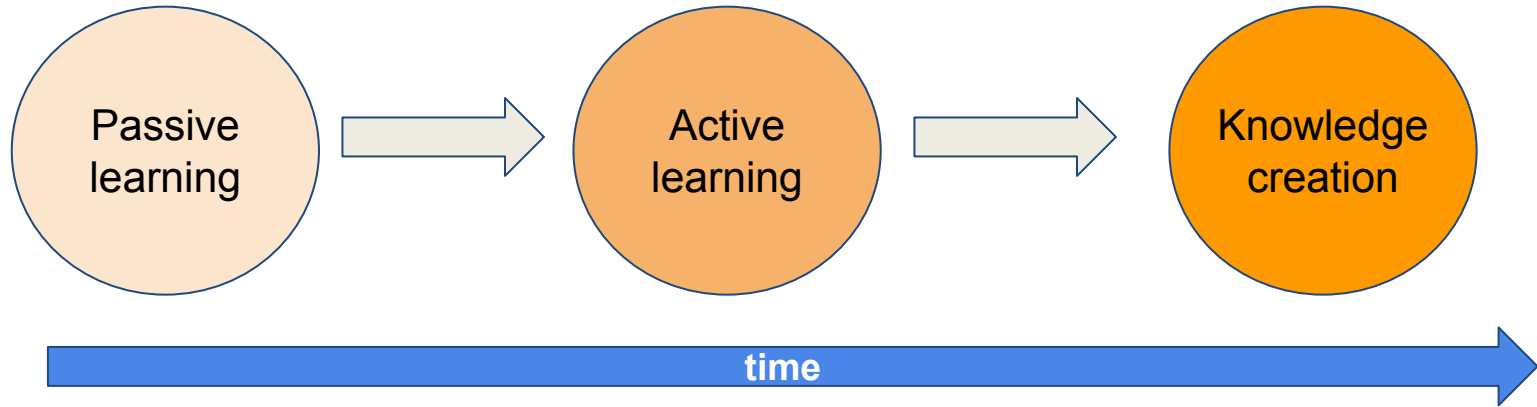 Passive
learning
Active
learning
Knowledge
creation
time